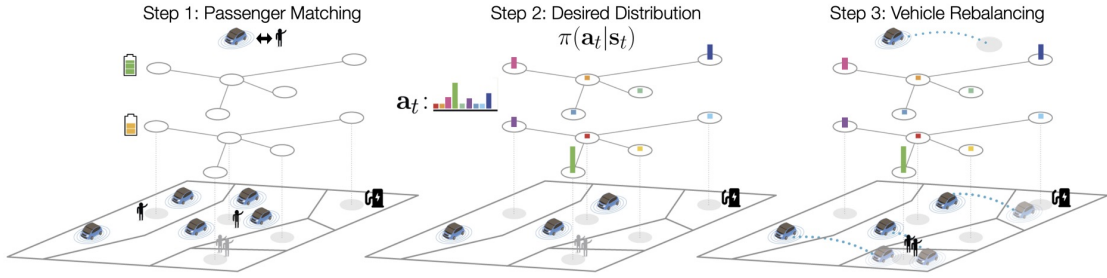 Step 1: Passenger Matching
Step 2: Desired Distribution
π(a_t|s_t)
a_t:
Step 3: Vehicle Rebalancing